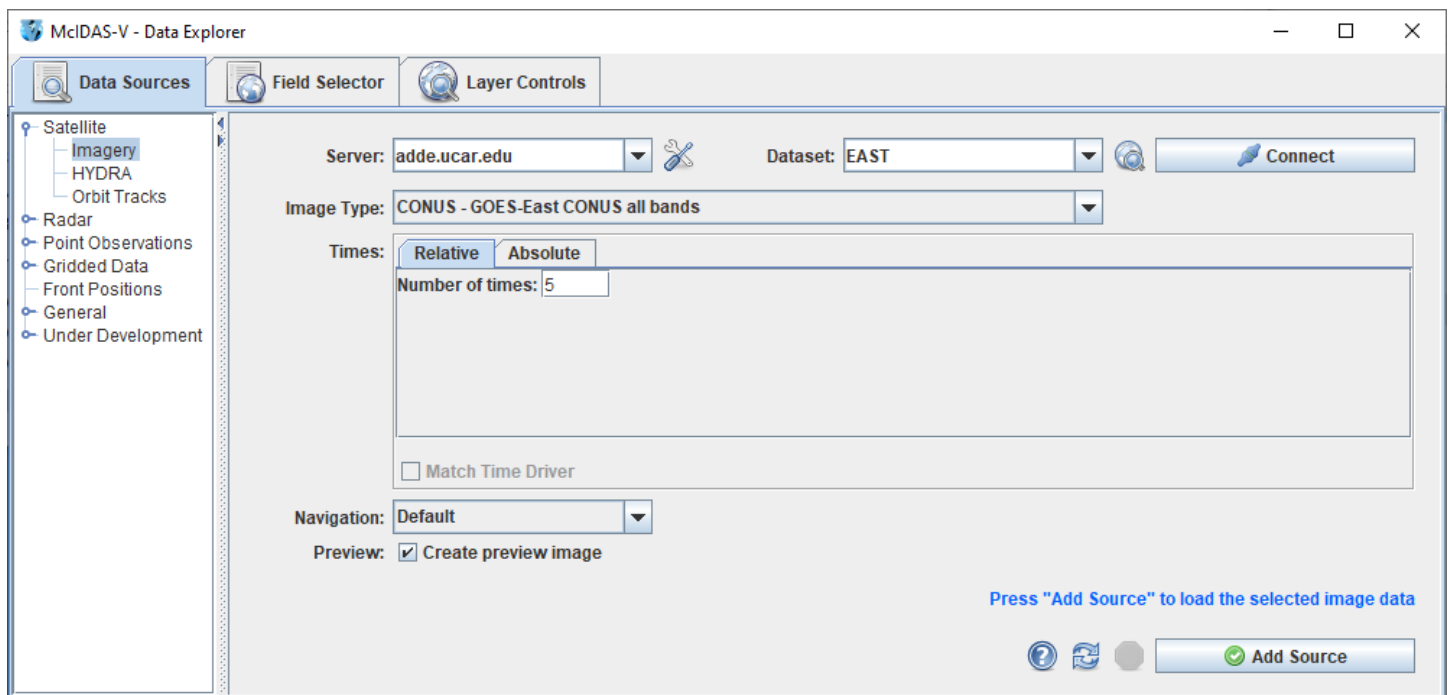 McIDAS-V - Data Explorer
Data Sources Field Selector Layer Controls
Satellite
Imagery
HYDRA
Orbit Tracks
Radar
Point Observations
Gridded Data
Front Positions
General
Under Development
Server: adde.ucar.edu Dataset: EAST Connect
Image Type: CONUS - GOES-East CONUS all bands
Times: Relative Absolute
Number of times: 5
Match Time Driver
Navigation: Default
Preview: Create preview image
Press "Add Source" to load the selected image data
? Add Source